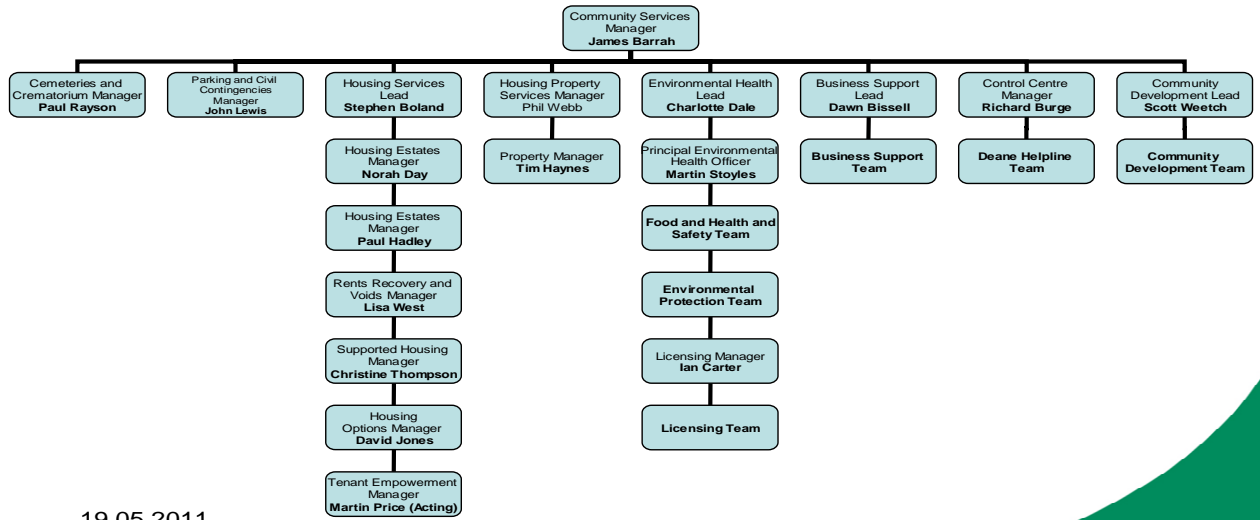 Community Services
Manager
James Barrah
Cemeteries and
Crematorium Manager
Paul Rayson
Parking and Civil
Contingencies
Manager
John Lewis
Housing Services
Lead
Stephen Boland
Housing Property
Services Manager
Phil Webb
Environmental Health
Lead
Charlotte Dale
Business Support
Lead
Dawn Bissell
Control Centre
Manager
Richard Burge
Community
Development Lead
Scott Weetch
Housing Estates
Manager
Norah Day
Property Manager
Tim Haynes
Principal Environmental
Health Officer
Martin Stoyles
Business Support
Team
Deane Helpline
Team
Community
Development Team
Housing Estates
Manager
Paul Hadley
Food and Health and
Safety Team
Rents Recovery and
Voids Manager
Lisa West
Environmental
Protection Team
Supported Housing
Manager
Christine Thompson
Licensing Manager
Ian Carter
Housing
Options Manager
David Jones
Licensing Team
Tenant Empowerment
Manager
Martin Price (Acting)
19.05.2011